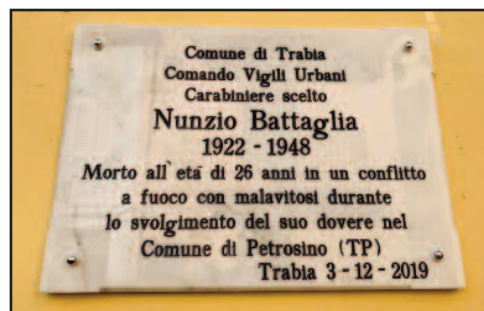 Comune di Trabia
Comando Vigili Urbani
Carabiniere scelto
Nunzio Battaglia
1922 - 1948
Morto all'età di 26 anni in un conflitto
a fuoco con malavitosi durante
lo svolgimento del suo dovere nel
Comune di Petrosino (TP)
Trabia 3 - 12 - 2019